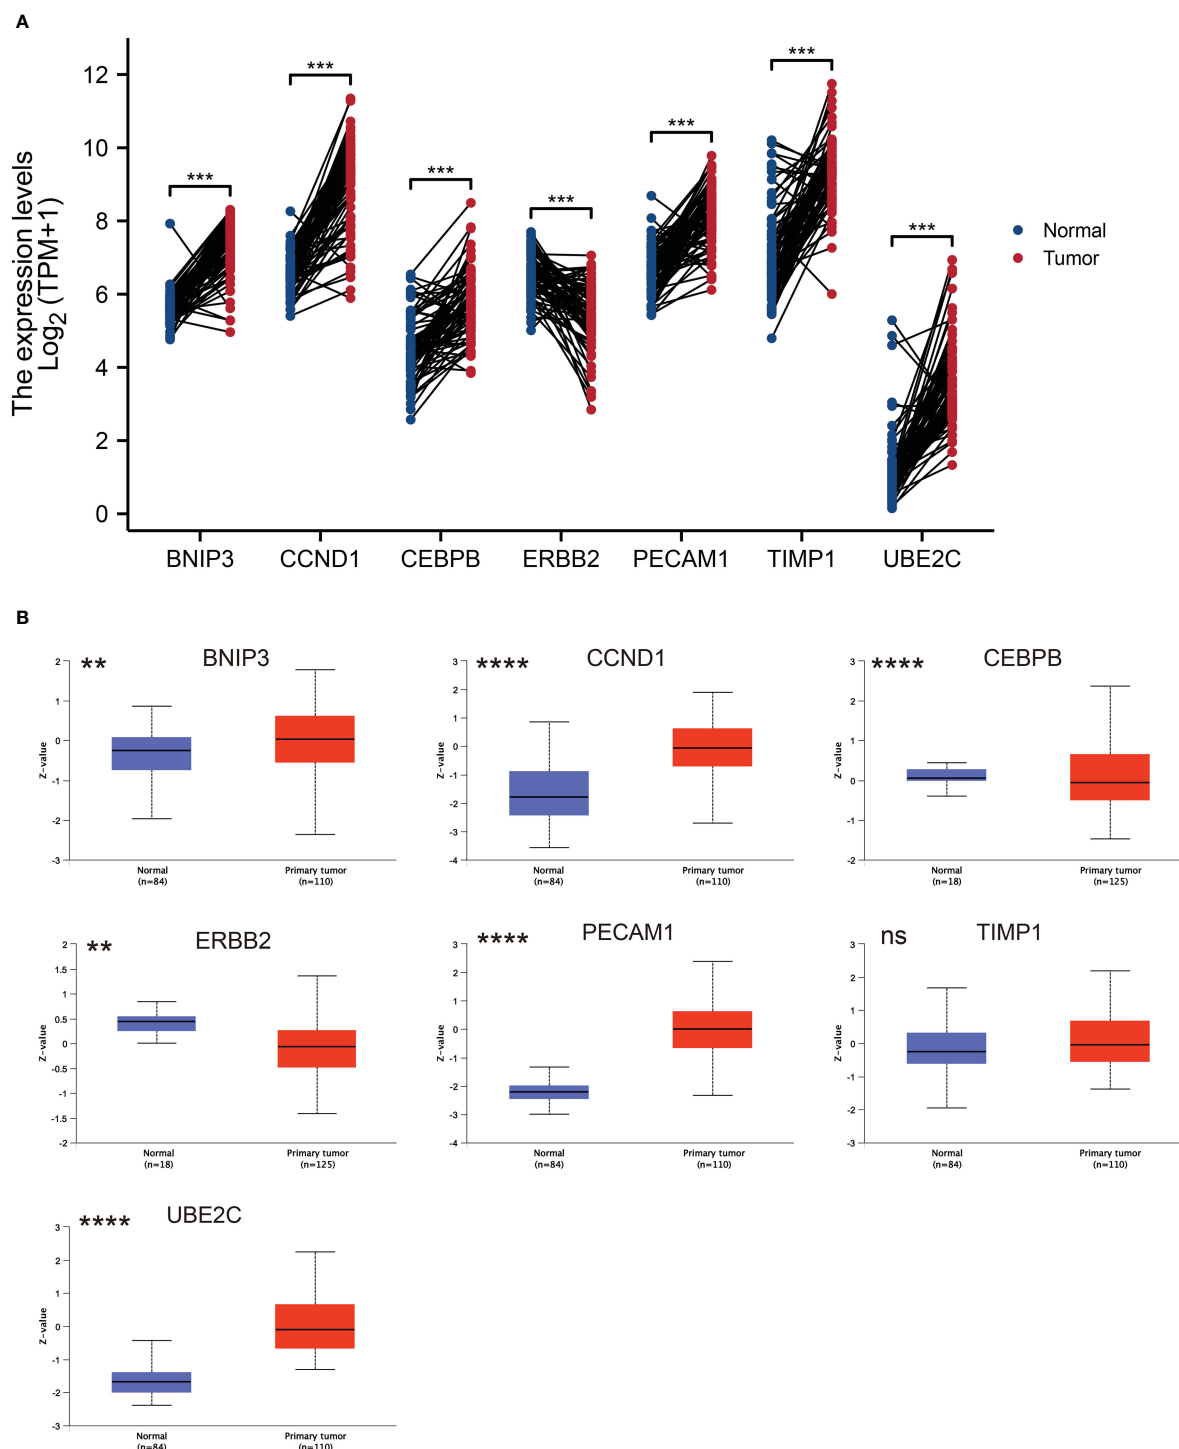 A
The expression levels
Log2 (TPM+1)
12
10
8
6
4
2
0
*** *** *** *** *** *** ***
Normal
Tumor
BNIP3 CCND1 CEBPB ERBB2 PECAM1 TIMP1 UBE2C
B
** BNIP3
Z-value
2
1
0
-1
-2
-3
Normal Primary tumor
(n=84) (n=110)
**** CCND1
Z-value
3
2
1
0
-1
-2
-3
-4
Normal Primary tumor
(n=84) (n=110)
**** CEBPB
Z-value
3
2
1
0
-1
-2
Normal Primary tumor
(n=18) (n=125)
** ERBB2
Z-value
2
1.5
1
0.5
0
-0.5
-1
-1.5
-2
Normal Primary tumor
(n=18) (n=125)
**** PECAM1
Z-value
3
2
1
0
-1
-2
-3
-4
Normal Primary tumor
(n=84) (n=110)
ns TIMP1
Z-value
3
2
1
0
-1
-2
-3
Normal Primary tumor
(n=84) (n=110)
**** UBE2C
Z-value
3
2
1
0
-1
-2
-3
Normal Primary tumor
(n=84) (n=110)